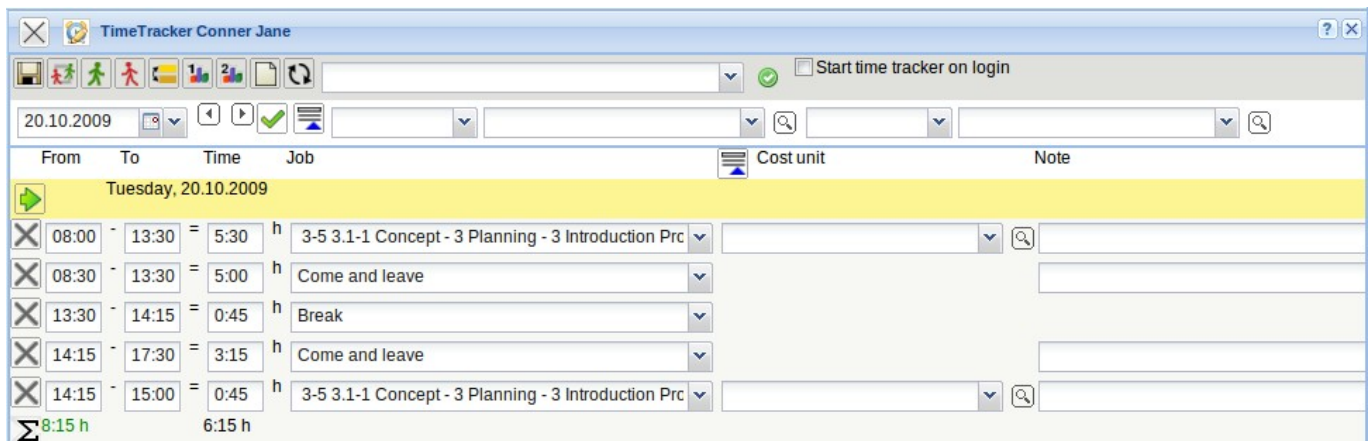 TimeTracker Conner Jane
Start time tracker on login
20.10.2009
From To Time Job Cost unit Note
Tuesday, 20.10.2009
08:00 - 13:30 = 5:30 h 3-5 3.1-1 Concept - 3 Planning - 3 Introduction Pro
08:30 - 13:30 = 5:00 h Come and leave
13:30 - 14:15 = 0:45 h Break
14:15 - 17:30 = 3:15 h Come and leave
14:15 - 15:00 = 0:45 h 3-5 3.1-1 Concept - 3 Planning - 3 Introduction Pro
Σ 8:15 h 6:15 h